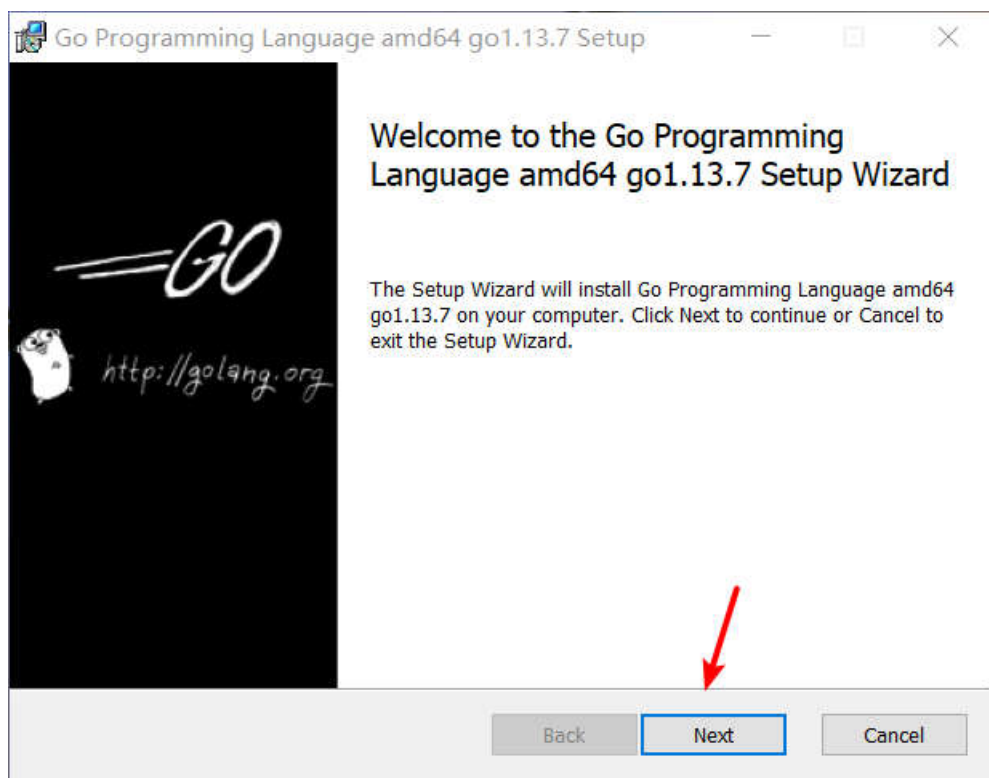 Go Programming Language amd64 go1.13.7 Setup
Welcome to the Go Programming
Language amd64 go1.13.7 Setup Wizard
GO
http://golang.org
The Setup Wizard will install Go Programming Language amd64
go1.13.7 on your computer. Click Next to continue or Cancel to
exit the Setup Wizard.
Back
Next
Cancel